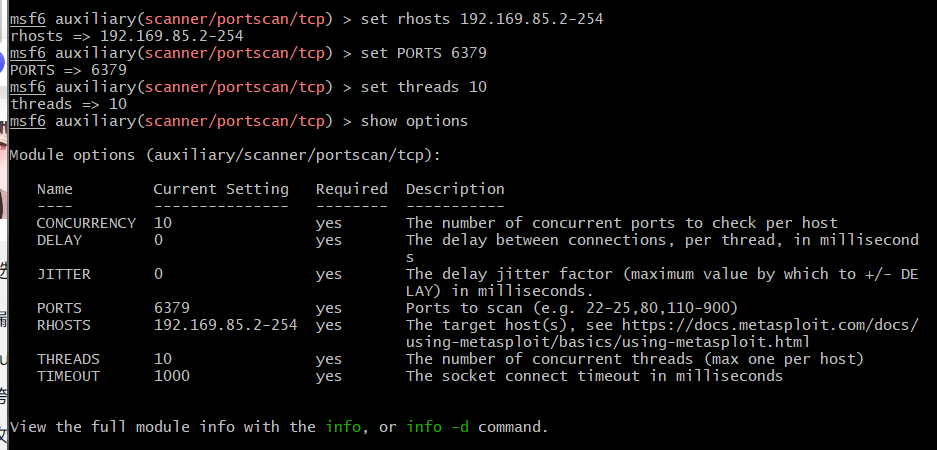 msf6 auxiliary(scanner/portscan/tcp) > set rhosts 192.169.85.2-254
rhosts => 192.169.85.2-254
msf6 auxiliary(scanner/portscan/tcp) > set PORTS 6379
PORTS => 6379
msf6 auxiliary(scanner/portscan/tcp) > set threads 10
threads => 10
msf6 auxiliary(scanner/portscan/tcp) > show options
Module options (auxiliary/scanner/portscan/tcp):
Name Current Setting Required Description
---- --------------- -------- -----------
CONCURRENCY 10 yes The number of concurrent ports to check per host
DELAY 0 yes The delay between connections, per thread, in millisecond
s
JITTER 0 yes The delay jitter factor (maximum value by which to +/- DE
LAY) in milliseconds.
PORTS 6379 yes Ports to scan (e.g. 22-25,80,110-900)
RHOSTS 192.169.85.2-254 yes The target host(s), see https://docs.metasploit.com/docs/
using-metasploit/basics/using-metasploit.html
THREADS 10 yes The number of concurrent threads (max one per host)
TIMEOUT 1000 yes The socket connect timeout in milliseconds
View the full module info with the info, or info -d command.